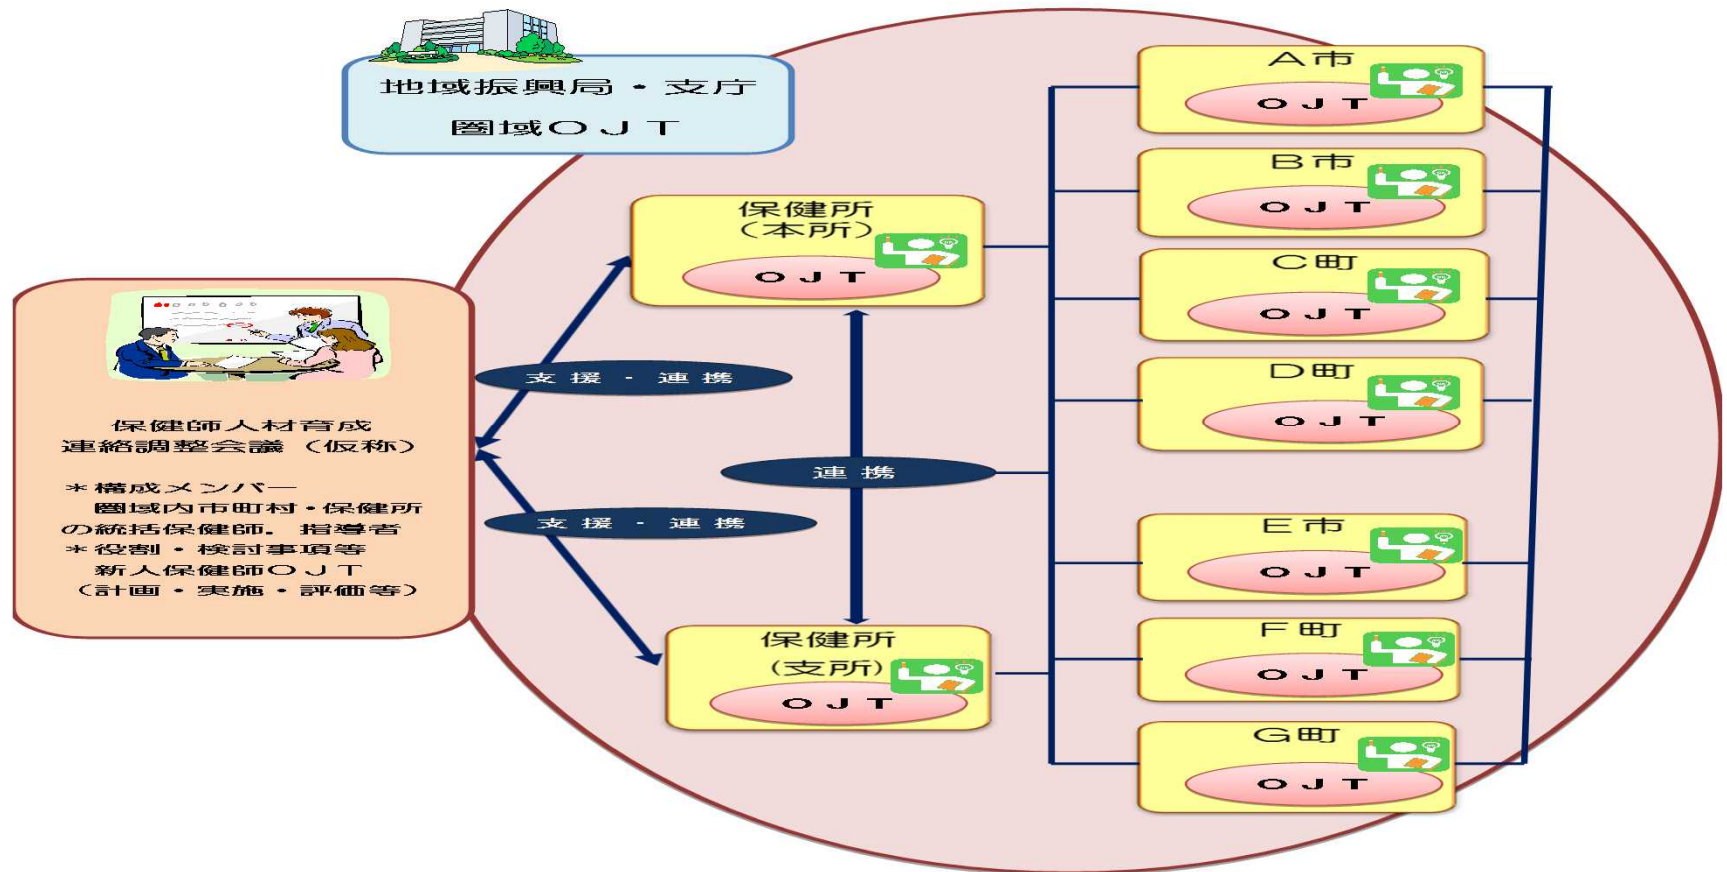 地域振興局・支庁
圏域ＯＪＴ
保健師人材育成
連絡調整会議（仮称）
＊構成メンバー
圏域内市町村・保健所
の統括保健師．指導者
＊役割・検討事項等
新人保健師ＯＪＴ
（計画・実施・評価等）
支援・連携
支援・連携
保健所
（本所）
ＯＪＴ
連携
保健所
（支所）
ＯＪＴ
Ａ市
ＯＪＴ
Ｂ市
ＯＪＴ
Ｃ町
ＯＪＴ
Ｄ町
ＯＪＴ
Ｅ市
ＯＪＴ
Ｆ町
ＯＪＴ
Ｇ町
ＯＪＴ